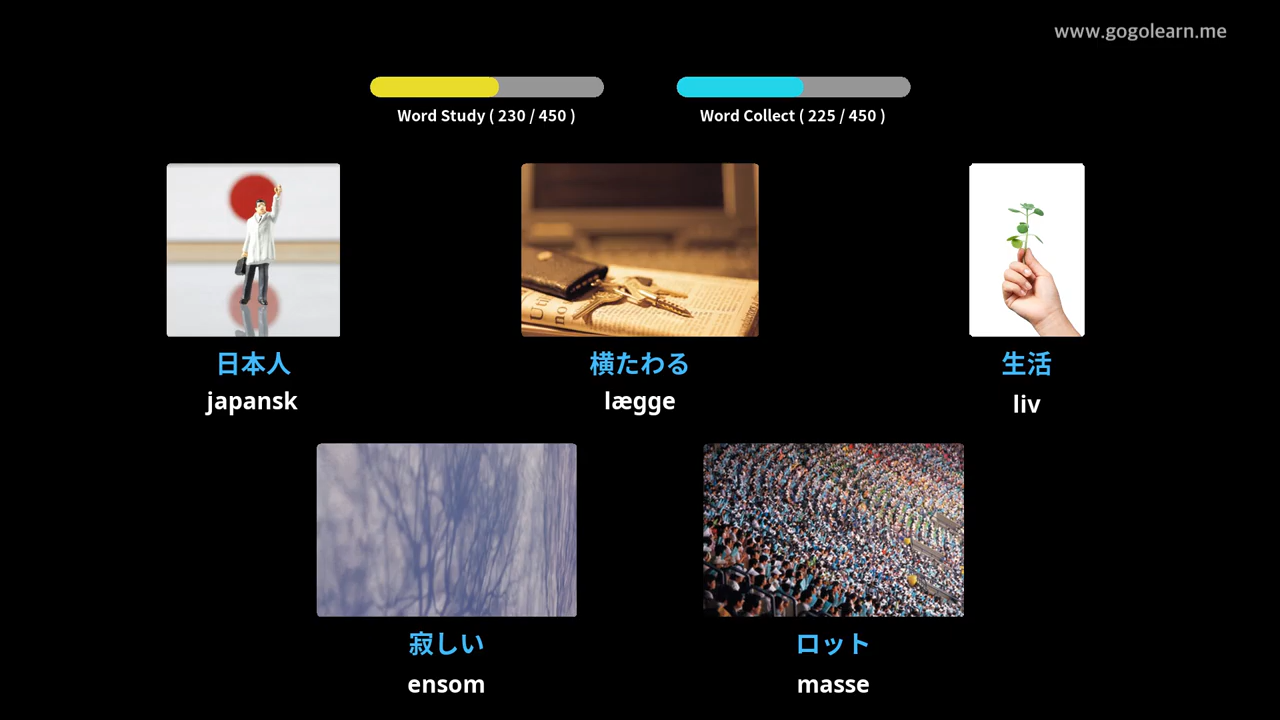 www.gogolearn.me
Word Study ( 230 / 450 )
Word Collect ( 225 / 450 )
日本人
japansk
横たわる
lægge
生活
liv
寂しい
ensom
ロット
masse